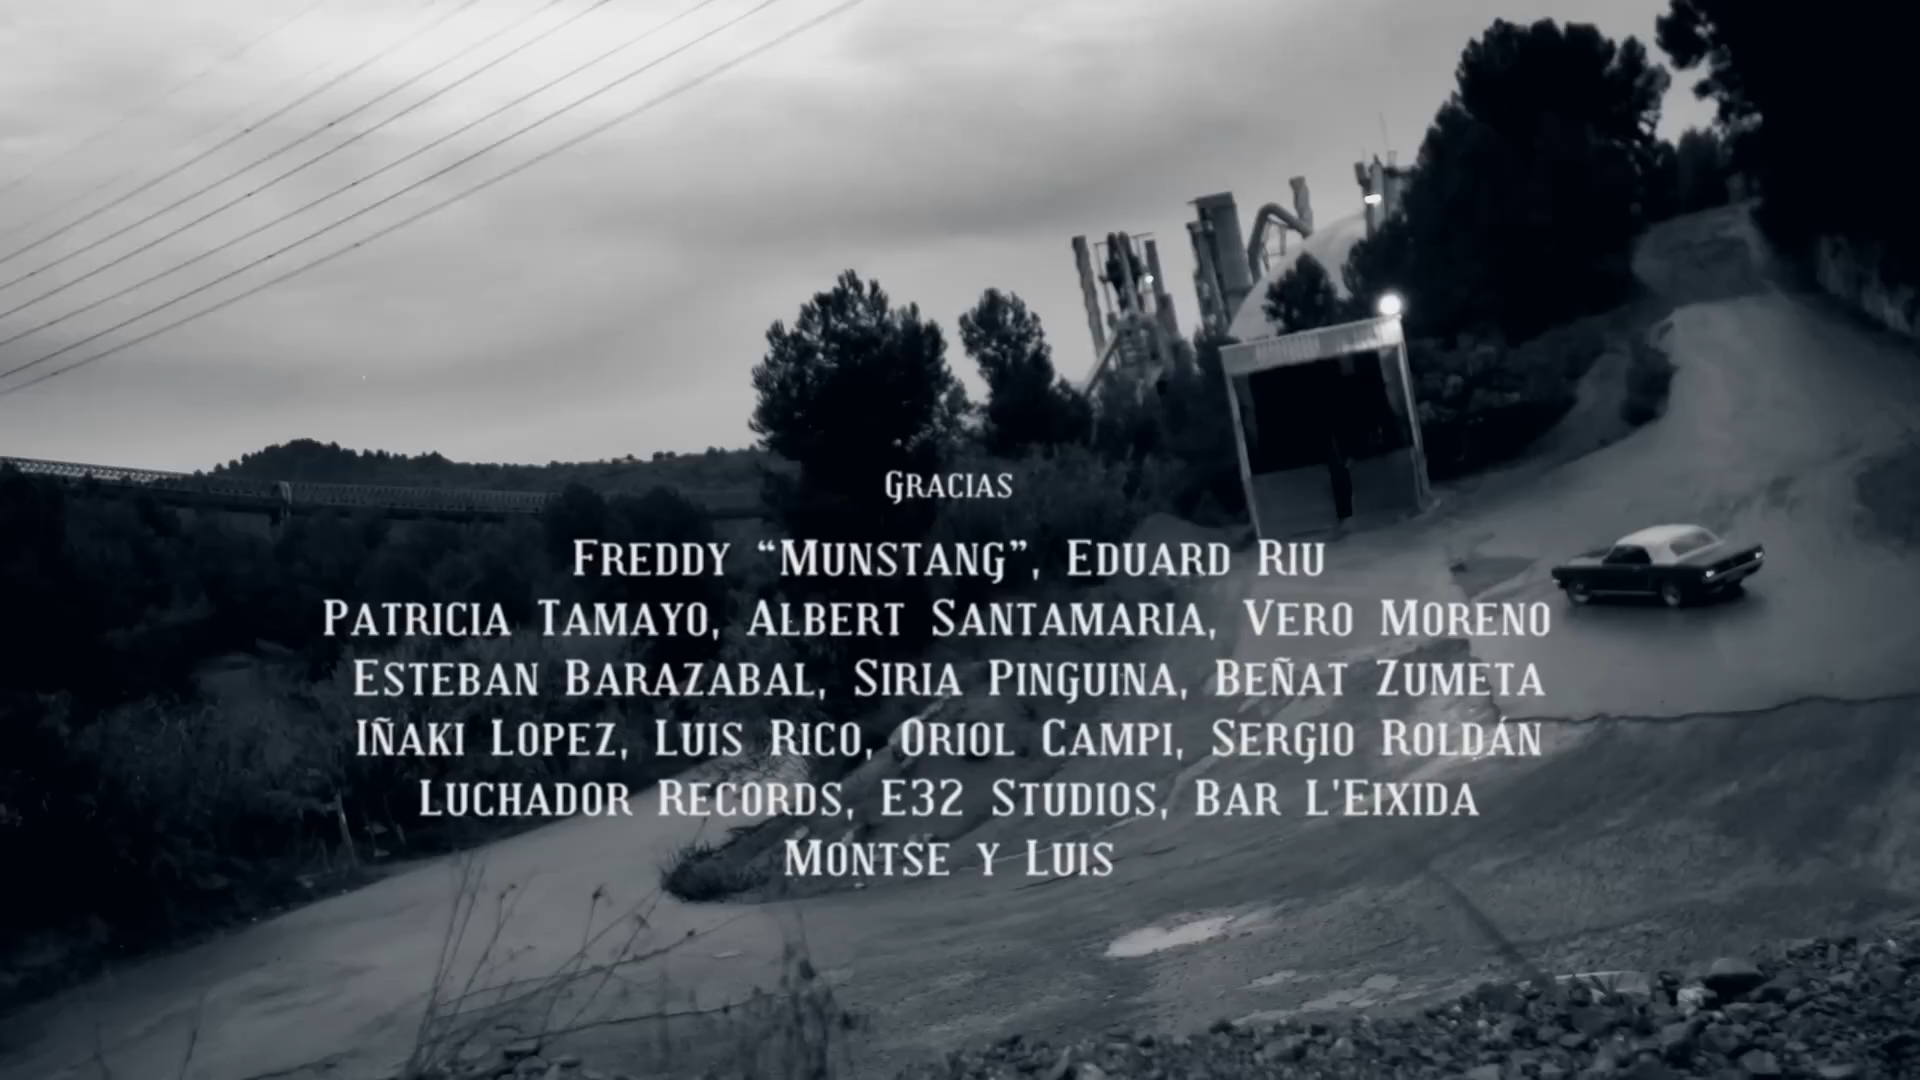 Gracias
Freddy “Munstang”, Eduard Riu
Patricia Tamayo, Albert Santamaria, Vero Moreno
Esteban Barazabal, Siria Pinguina, Beñat Zumeta
Iñaki Lopez, Luis Rico, Oriol Campi, Sergio Roldán
Luchador Records, E32 Studios, Bar L'Eixida
Montse y Luis